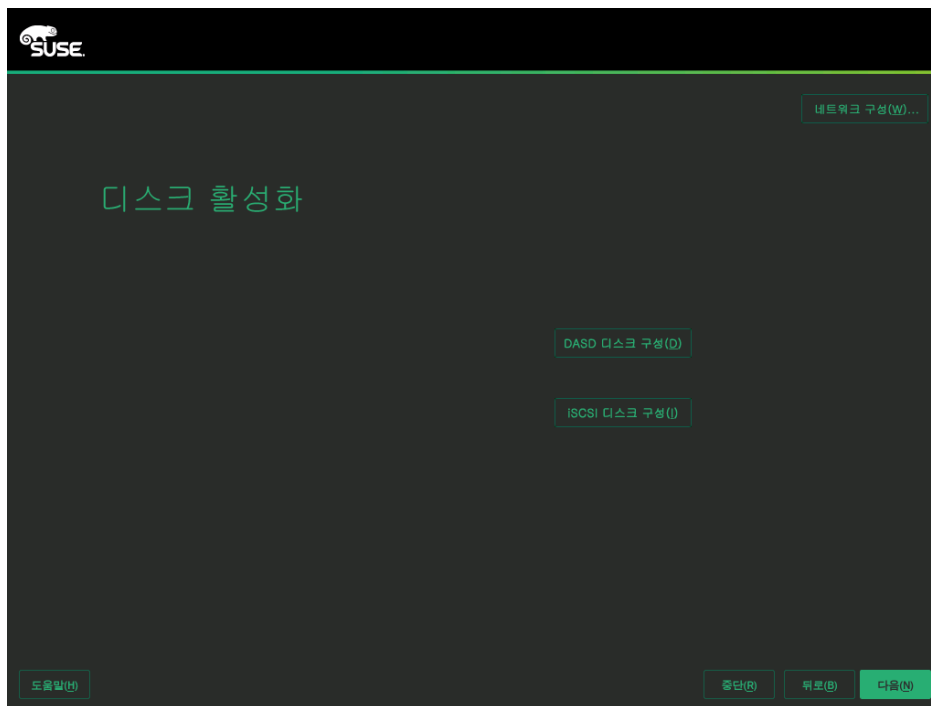 SUSE.
네트워크 구성(W)...
디스크 활성화
DASD 디스크 구성(D)
iSCSI 디스크 구성(I)
도움말(H)
중단(R)
뒤로(B)
다음(N)